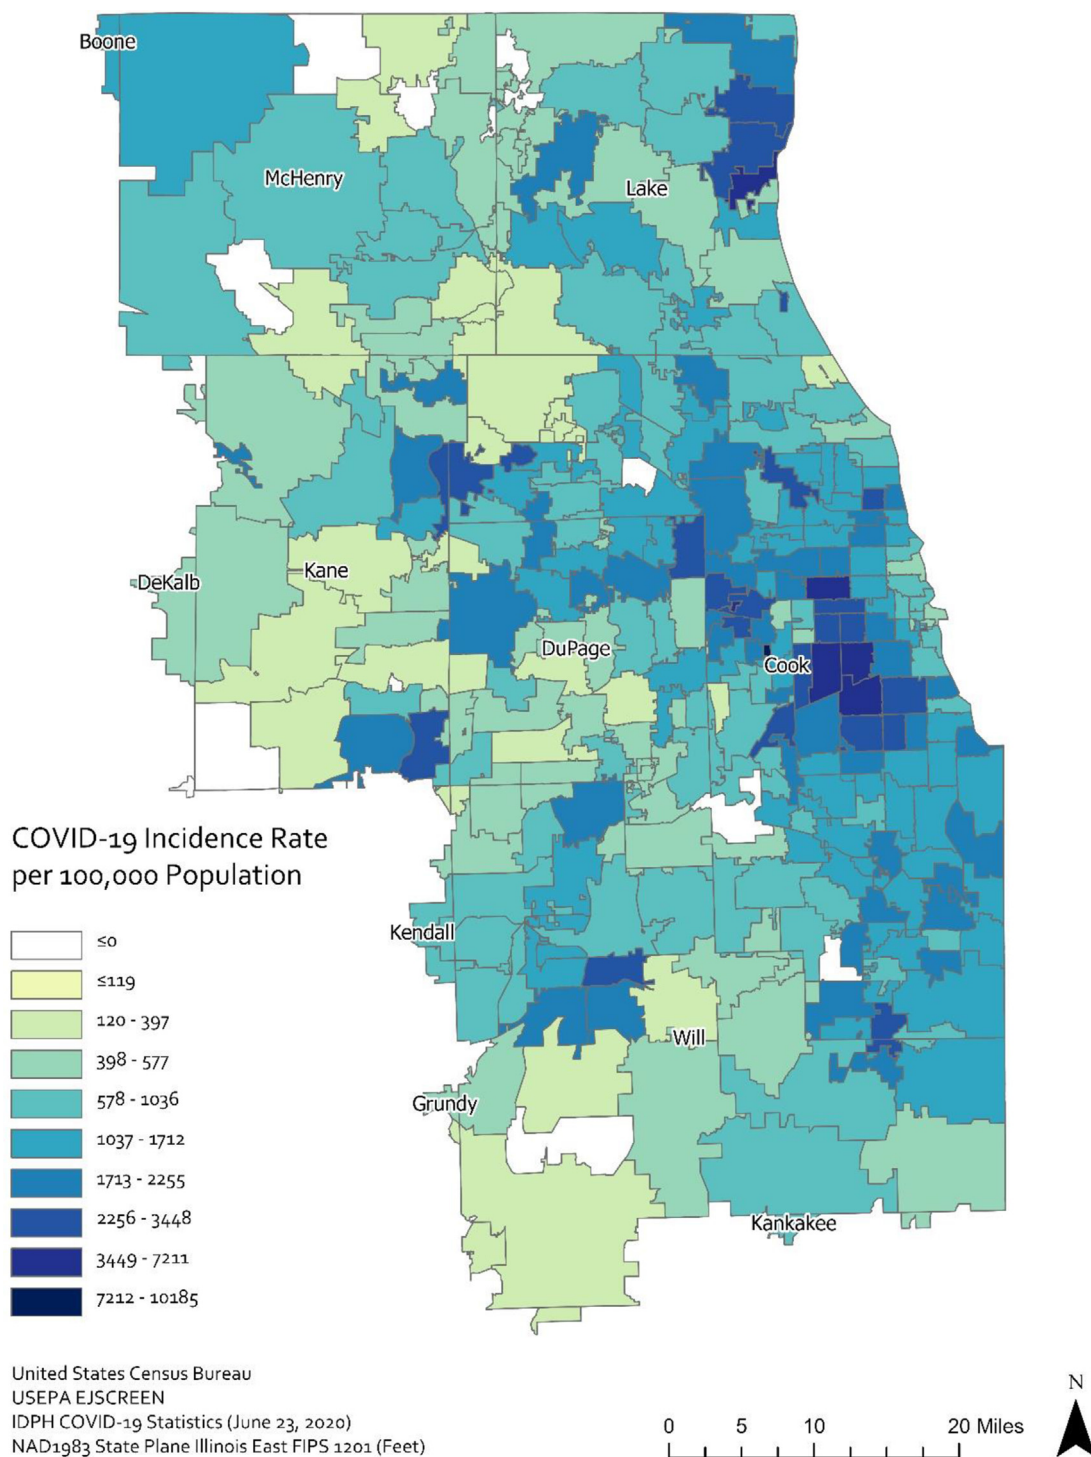 Boone
McHenry
Lake
DeKalb
Kane
DuPage
Cook
COVID-19 Incidence Rate
per 100,000 Population
≤0
≤119
120 - 397
398 - 577
578 - 1036
1037 - 1712
1713 - 2255
2256 - 3448
3449 - 7211
7212 - 10185
Kendall
Will
Grundy
Kankakee
United States Census Bureau
USEPA EJSCREEN
IDPH COVID-19 Statistics (June 23, 2020)
NAD1983 State Plane Illinois East FIPS 1201 (Feet)
0 5 10 20 Miles
N